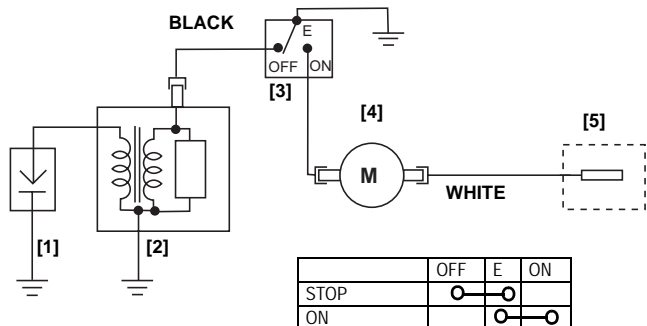 BLACK
E
OFF ON
[3]
[4]
[5]
M
WHITE
[1]
[2]
OFF E ON
STOP
ON